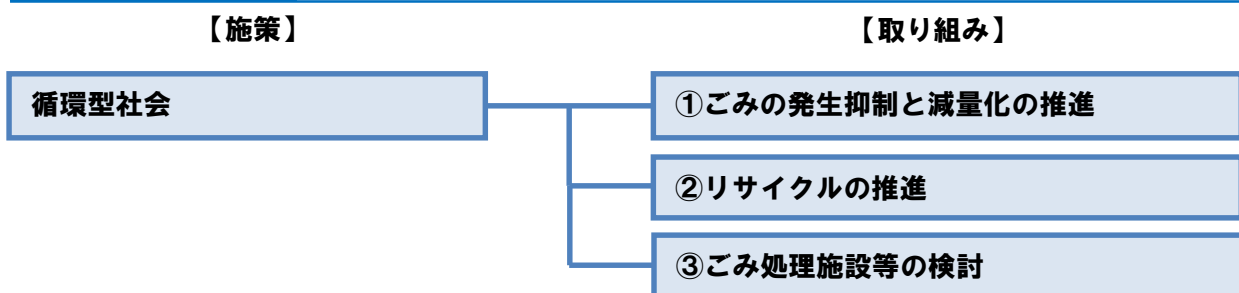 【施策】
【取り組み】
循環型社会
①ごみの発生抑制と減量化の推進
②リサイクルの推進
③ごみ処理施設等の検討